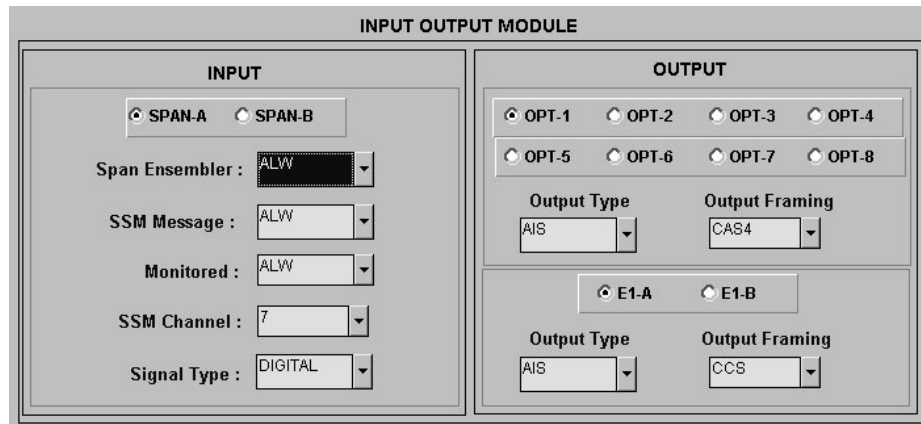 INPUT OUTPUT MODULE
INPUT
SPAN-A SPAN-B
Span Ensembler : ALW
SSM Message : ALW
Monitored : ALW
SSM Channel : 7
Signal Type : DIGITAL
OUTPUT
OPT-1 OPT-2 OPT-3 OPT-4
OPT-5 OPT-6 OPT-7 OPT-8
Output Type Output Framing
AIS CAS4
E1-A E1-B
Output Type Output Framing
AIS CCS